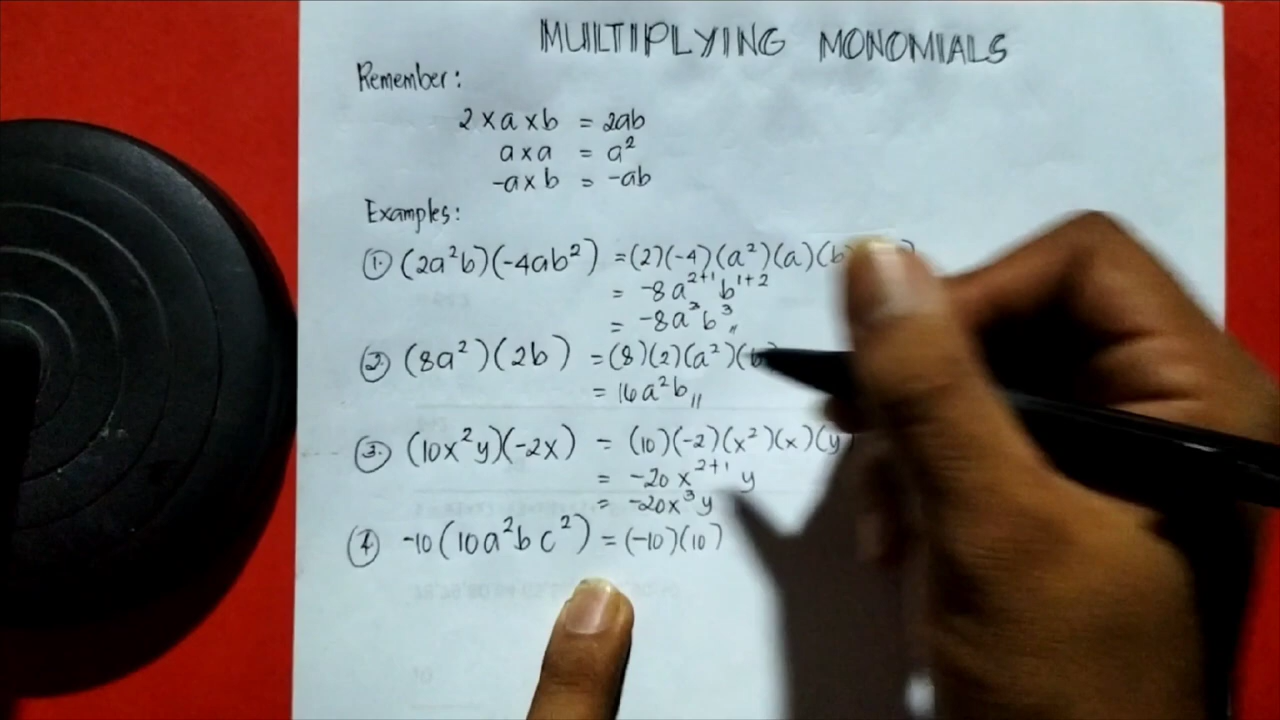 MULTIPLYING MONOMIALS
Remember:
2 x a x b = 2ab
a x a = a²
-a x b = -ab
Examples:
1. (2a²b)(-4ab²) = (2)(-4)(a²)(a)(b)
= -8a²⁺¹ b¹⁺²
= -8a³b³,,
2. (8a²)(2b) = (8)(2)(a²)(b)
= 16a²b,,
3. (10x²y)(-2x) = (10)(-2)(x²)(x)(y)
= -20x²⁺¹ y
= -20x³y
4. -10(10a²bc²) = (-10)(10)